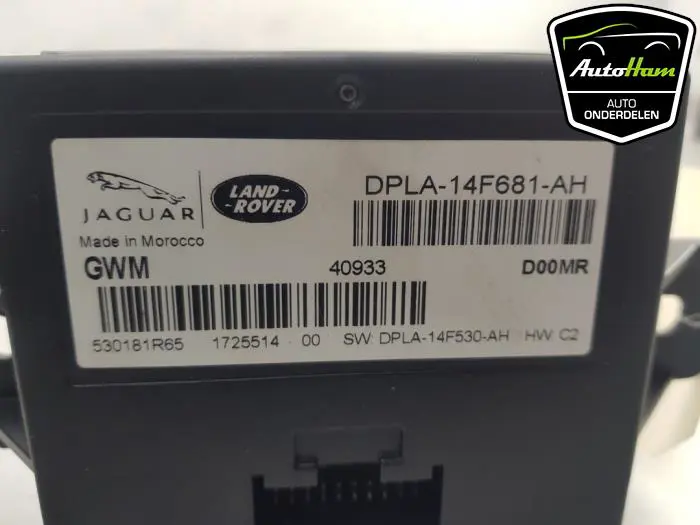 AutoHam
AUTO
ONDERDELEN
JAGUAR
LAND-
-ROVER
DPLA-14F681-AH
Made in Morocco
GWM 40933 D00MR
530181R65 1725514 00 SW: DPLA-14F530-AH HW: C2